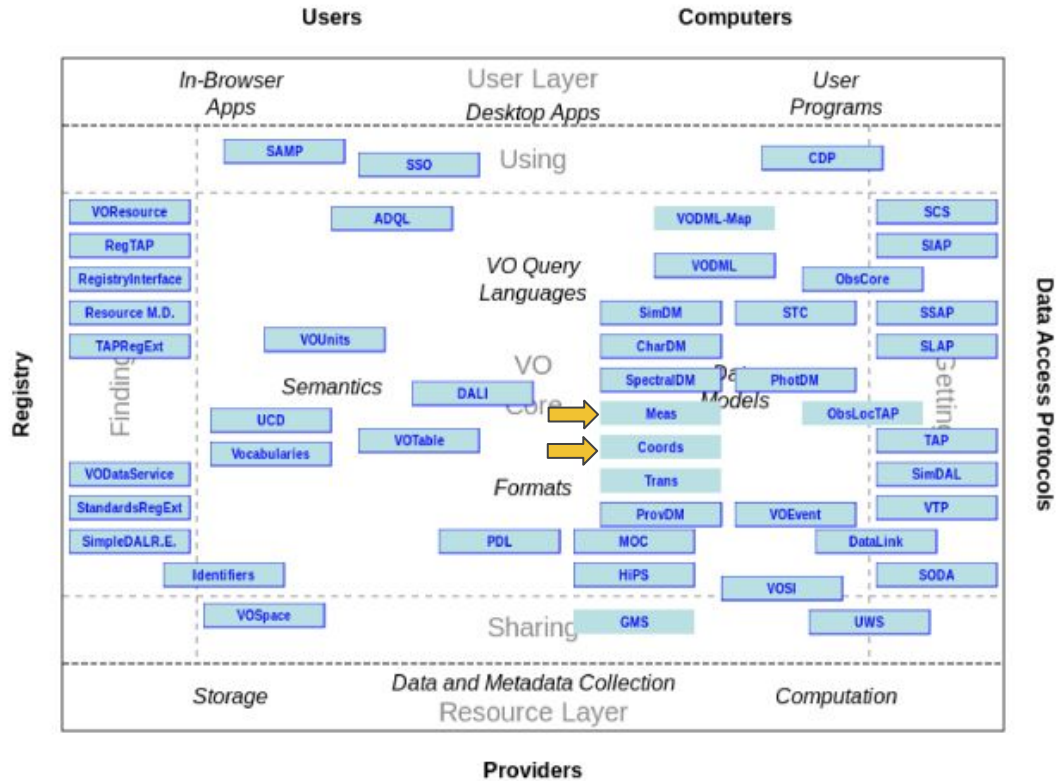 Users
Computers
In-Browser
Apps
User Layer
Desktop Apps
User
Programs
SAMP
SSO
Using
CDP
VOResource
ADQL
VODML-Map
SCS
RegTAP
SIAP
RegistryInterface
VO Query
Languages
VODML
ObsCore
Resource M.D.
SimDM
STC
SSAP
TAPRegExt
VOUnits
CharDM
SLAP
Registry
Finding
Semantics
VO
Core
DALI
SpectralDM
PhotDM
Data
Models
Getting
Data Access Protocols
UCD
Meas
ObsLocTAP
Vocabularies
VOTable
Coords
TAP
VODataService
Formats
Trans
SimDAL
StandardsRegExt
ProvDM
VOEvent
VTP
SimpleDALR.E.
PDL
MOC
DataLink
Identifiers
HiPS
VOSI
SODA
VOSpace
Sharing
GMS
UWS
Storage
Data and Metadata Collection
Resource Layer
Computation
Providers